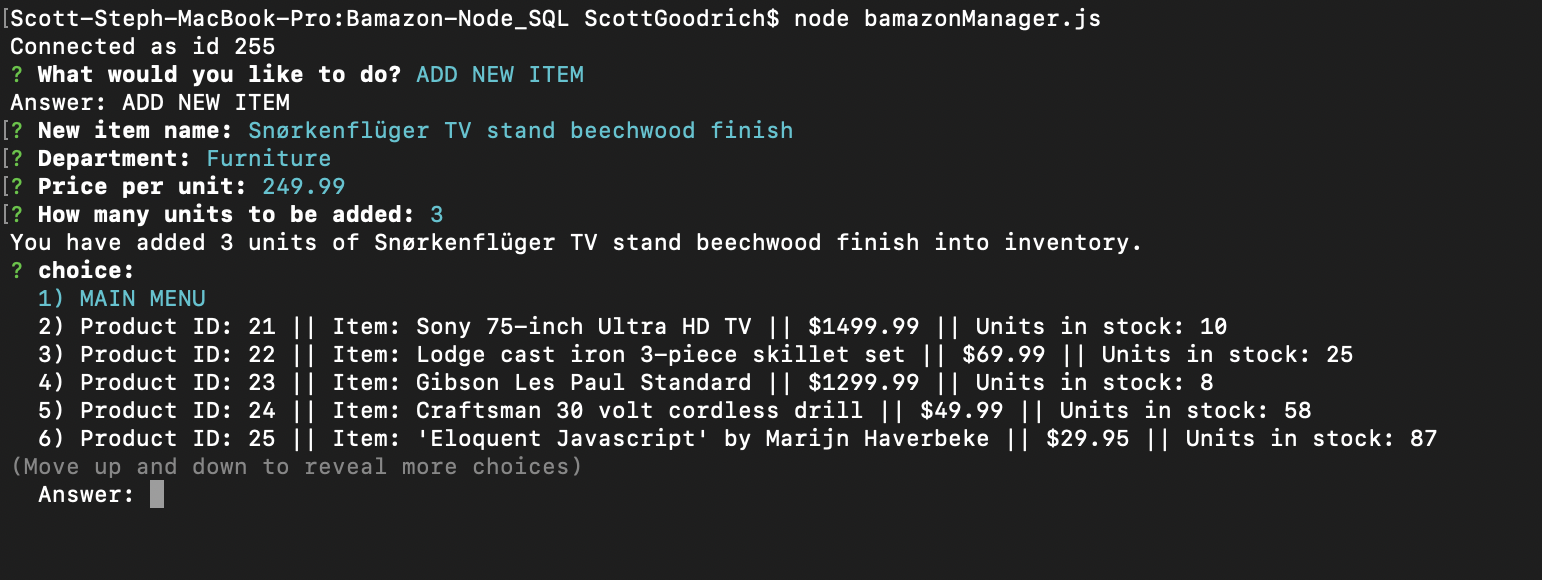 [Scott-Steph-MacBook-Pro:Bamazon-Node_SQL ScottGoodrich$ node bamazonManager.js
Connected as id 255
? What would you like to do? ADD NEW ITEM
Answer: ADD NEW ITEM
[? New item name: Snørkenflüger TV stand beechwood finish
[? Department: Furniture
[? Price per unit: 249.99
[? How many units to be added: 3
You have added 3 units of Snørkenflüger TV stand beechwood finish into inventory.
? choice:
1) MAIN MENU
2) Product ID: 21 || Item: Sony 75-inch Ultra HD TV || $1499.99 || Units in stock: 10
3) Product ID: 22 || Item: Lodge cast iron 3-piece skillet set || $69.99 || Units in stock: 25
4) Product ID: 23 || Item: Gibson Les Paul Standard || $1299.99 || Units in stock: 8
5) Product ID: 24 || Item: Craftsman 30 volt cordless drill || $49.99 || Units in stock: 58
6) Product ID: 25 || Item: 'Eloquent Javascript' by Marijn Haverbeke || $29.95 || Units in stock: 87
(Move up and down to reveal more choices)
Answer: